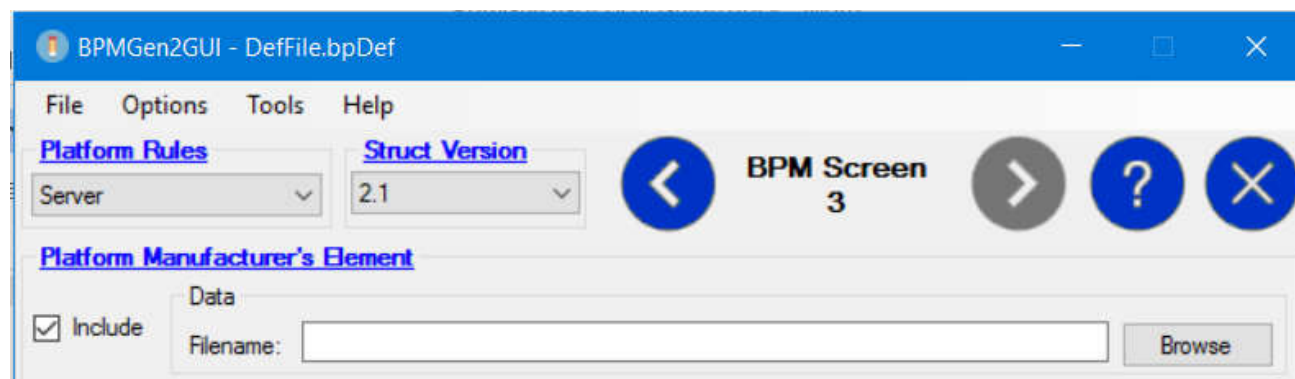 BPMGen2GUI - DefFile.bpDef
File Options Tools Help
Platform Rules Struct Version
Server 2.1 BPM Screen
3
Platform Manufacturer's Element
Data
Include
Filename: Browse